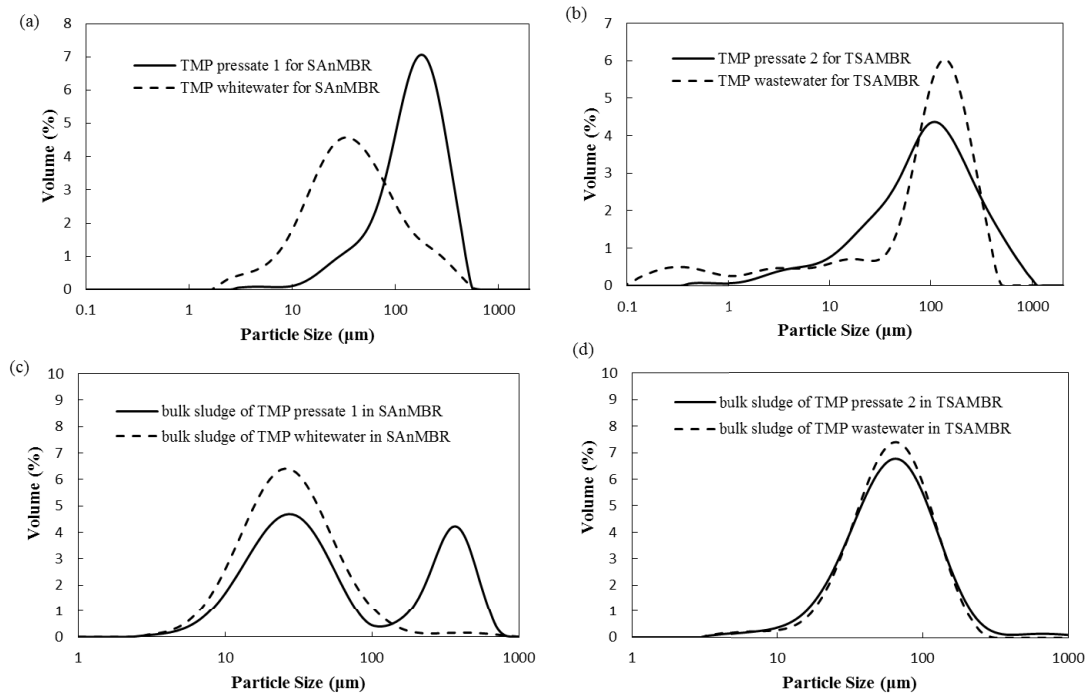 (a)
8
7
6
5
4
3
2
1
0
Volume (%)
TMP pressate 1 for SAnMBR
TMP whitewater for SAnMBR
0.1 1 10 100 1000
Particle Size (µm)
(b)
7
6
5
4
3
2
1
0
Volume (%)
TMP pressate 2 for TSAMBR
TMP wastewater for TSAMBR
0.1 1 10 100 1000
Particle Size (µm)
(c)
10
9
8
7
6
5
4
3
2
1
0
Volume (%)
bulk sludge of TMP pressate 1 in SAnMBR
bulk sludge of TMP whitewater in SAnMBR
1 10 100 1000
Particle Size (µm)
(d)
10
9
8
7
6
5
4
3
2
1
0
Volume (%)
bulk sludge of TMP pressate 2 in TSAMBR
bulk sludge of TMP wastewater in TSAMBR
1 10 100 1000
Particle Size (µm)